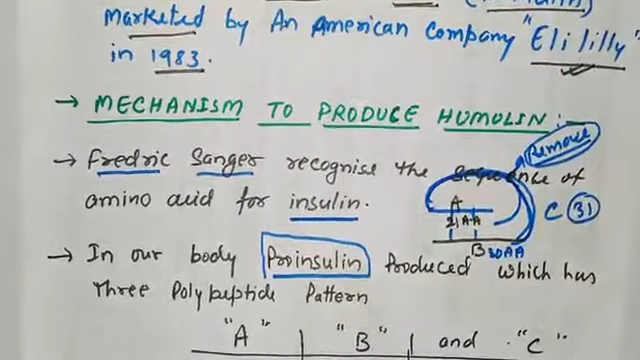 Marketed by An American Company "Eli lilly"
in 1983.
→ MECHANISM TO PRODUCE HUMULIN :-
Remove
→ Fredric Sanger recognise the sequence of
amino acid for insulin.
A
21 A.A
C (31)
B 30AA
→ In our body Proinsulin Produced which has
three Polypeptide Pattern
"A" | "B" | and "C"